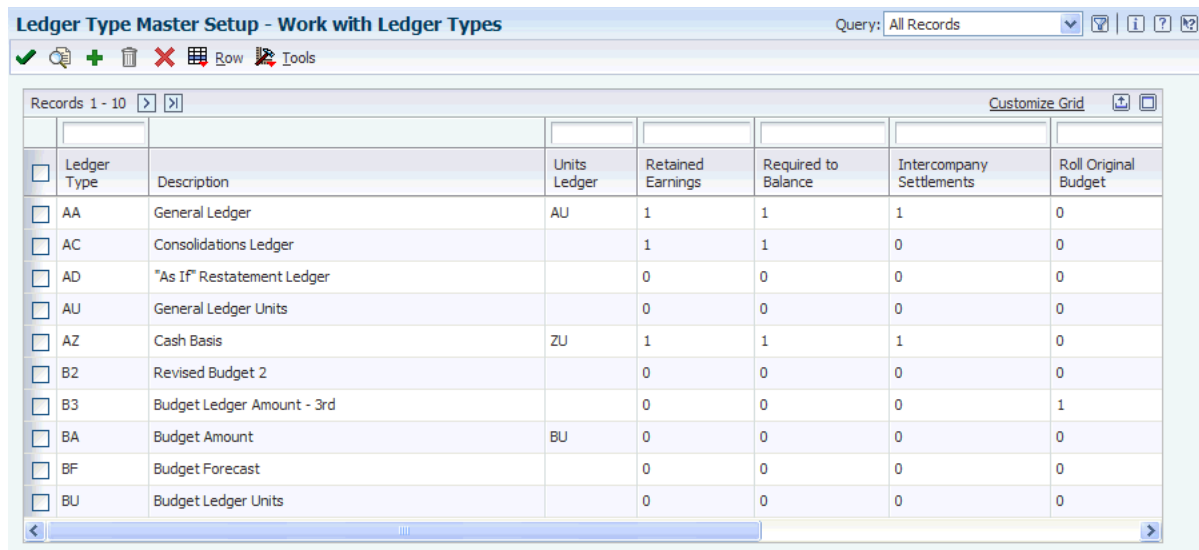 Ledger Type Master Setup - Work with Ledger Types Query: All Records
Row Tools
Records 1 - 10 Customize Grid
Ledger Type Description Units Ledger Retained Earnings Required to Balance Intercompany Settlements Roll Original Budget
AA General Ledger AU 1 1 1 0
AC Consolidations Ledger 1 1 0 0
AD "As If" Restatement Ledger 0 0 0 0
AU General Ledger Units 0 0 0 0
AZ Cash Basis ZU 1 1 1 0
B2 Revised Budget 2 0 0 0 0
B3 Budget Ledger Amount - 3rd 0 0 0 1
BA Budget Amount BU 0 0 0 0
BF Budget Forecast 0 0 0 0
BU Budget Ledger Units 0 0 0 0